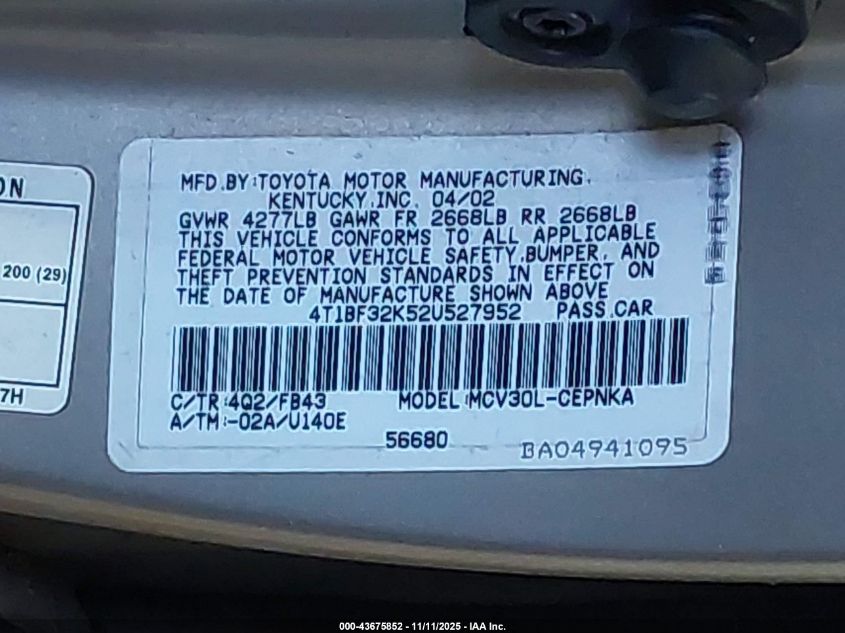 MFD.BY:TOYOTA MOTOR MANUFACTURING,
KENTUCKY,INC. 04/02
GVWR 4277LB GAWR FR 2668LB RR 2668LB
THIS VEHICLE CONFORMS TO ALL APPLICABLE
FEDERAL MOTOR VEHICLE SAFETY,BUMPER, AND
THEFT PREVENTION STANDARDS IN EFFECT ON
THE DATE OF MANUFACTURE SHOWN ABOVE
4T1BF32K52U527952 PASS.CAR
C/TR:4Q2/FB43 MODEL:MCV30L-CEPNKA
A/TM:-02A/U140E
56680
BA04941095
ON
200 (29)
7H
000-43675852 - 11/11/2025 - IAA Inc.